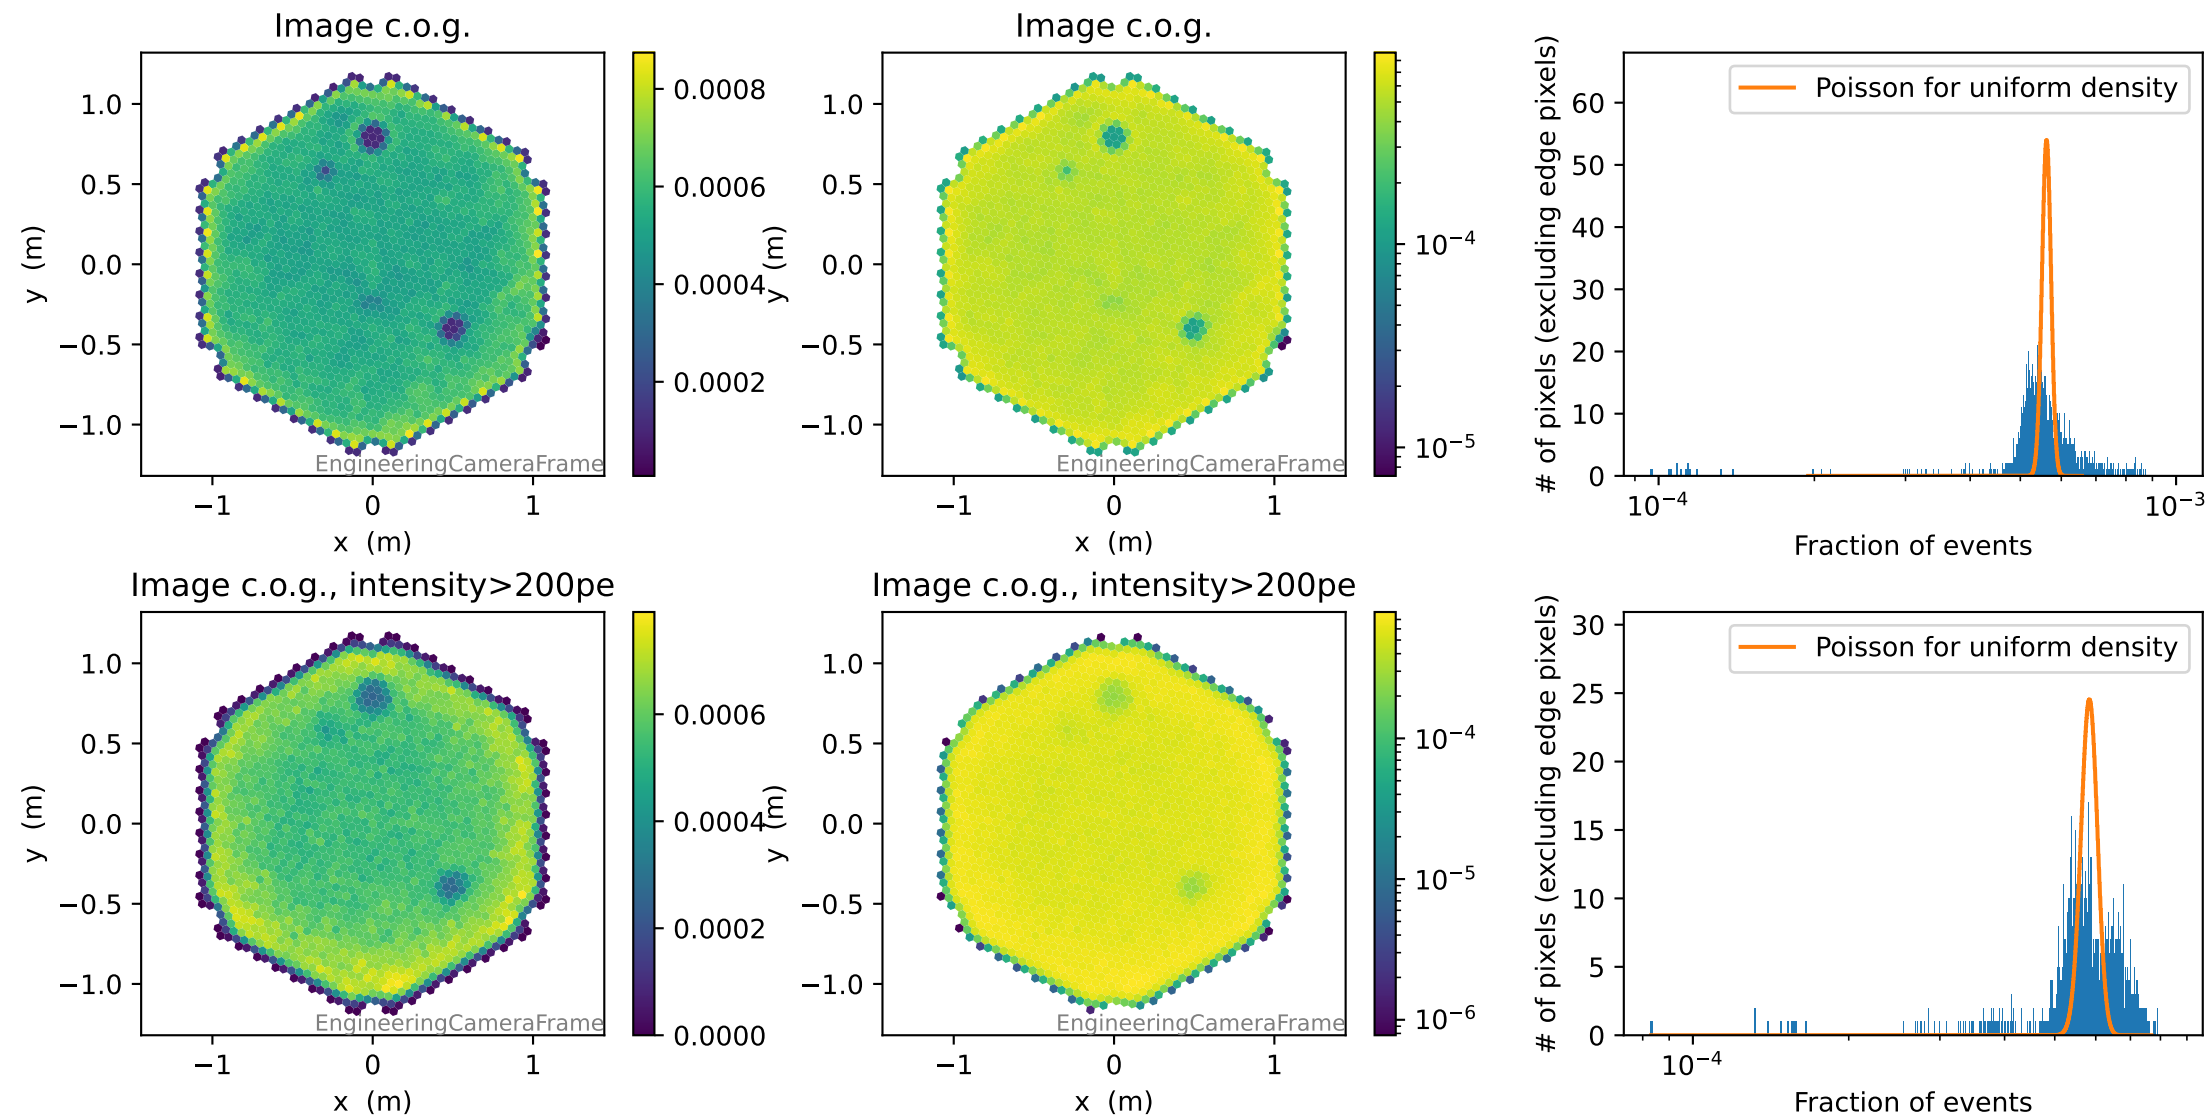 Image c.o.g.
1.0
0.5
0.0
−0.5
−1.0
y (m)
−1
0
1
x (m)
EngineeringCameraFrame
0.0008
0.0006
0.0004
0.0002
Image c.o.g.
1.0
0.5
0.0
−0.5
−1.0
y (m)
−1
0
1
x (m)
EngineeringCameraFrame
10⁻⁴
10⁻⁵
Poisson for uniform density
# of pixels (excluding edge pixels)
60
50
40
30
20
10
0
10⁻⁴
10⁻³
Fraction of events
Image c.o.g., intensity>200pe
1.0
0.5
0.0
−0.5
−1.0
y (m)
−1
0
1
x (m)
EngineeringCameraFrame
0.0006
0.0004
0.0002
0.0000
Image c.o.g., intensity>200pe
1.0
0.5
0.0
−0.5
−1.0
y (m)
−1
0
1
x (m)
EngineeringCameraFrame
10⁻⁴
10⁻⁵
10⁻⁶
Poisson for uniform density
# of pixels (excluding edge pixels)
30
25
20
15
10
5
0
10⁻⁴
Fraction of events